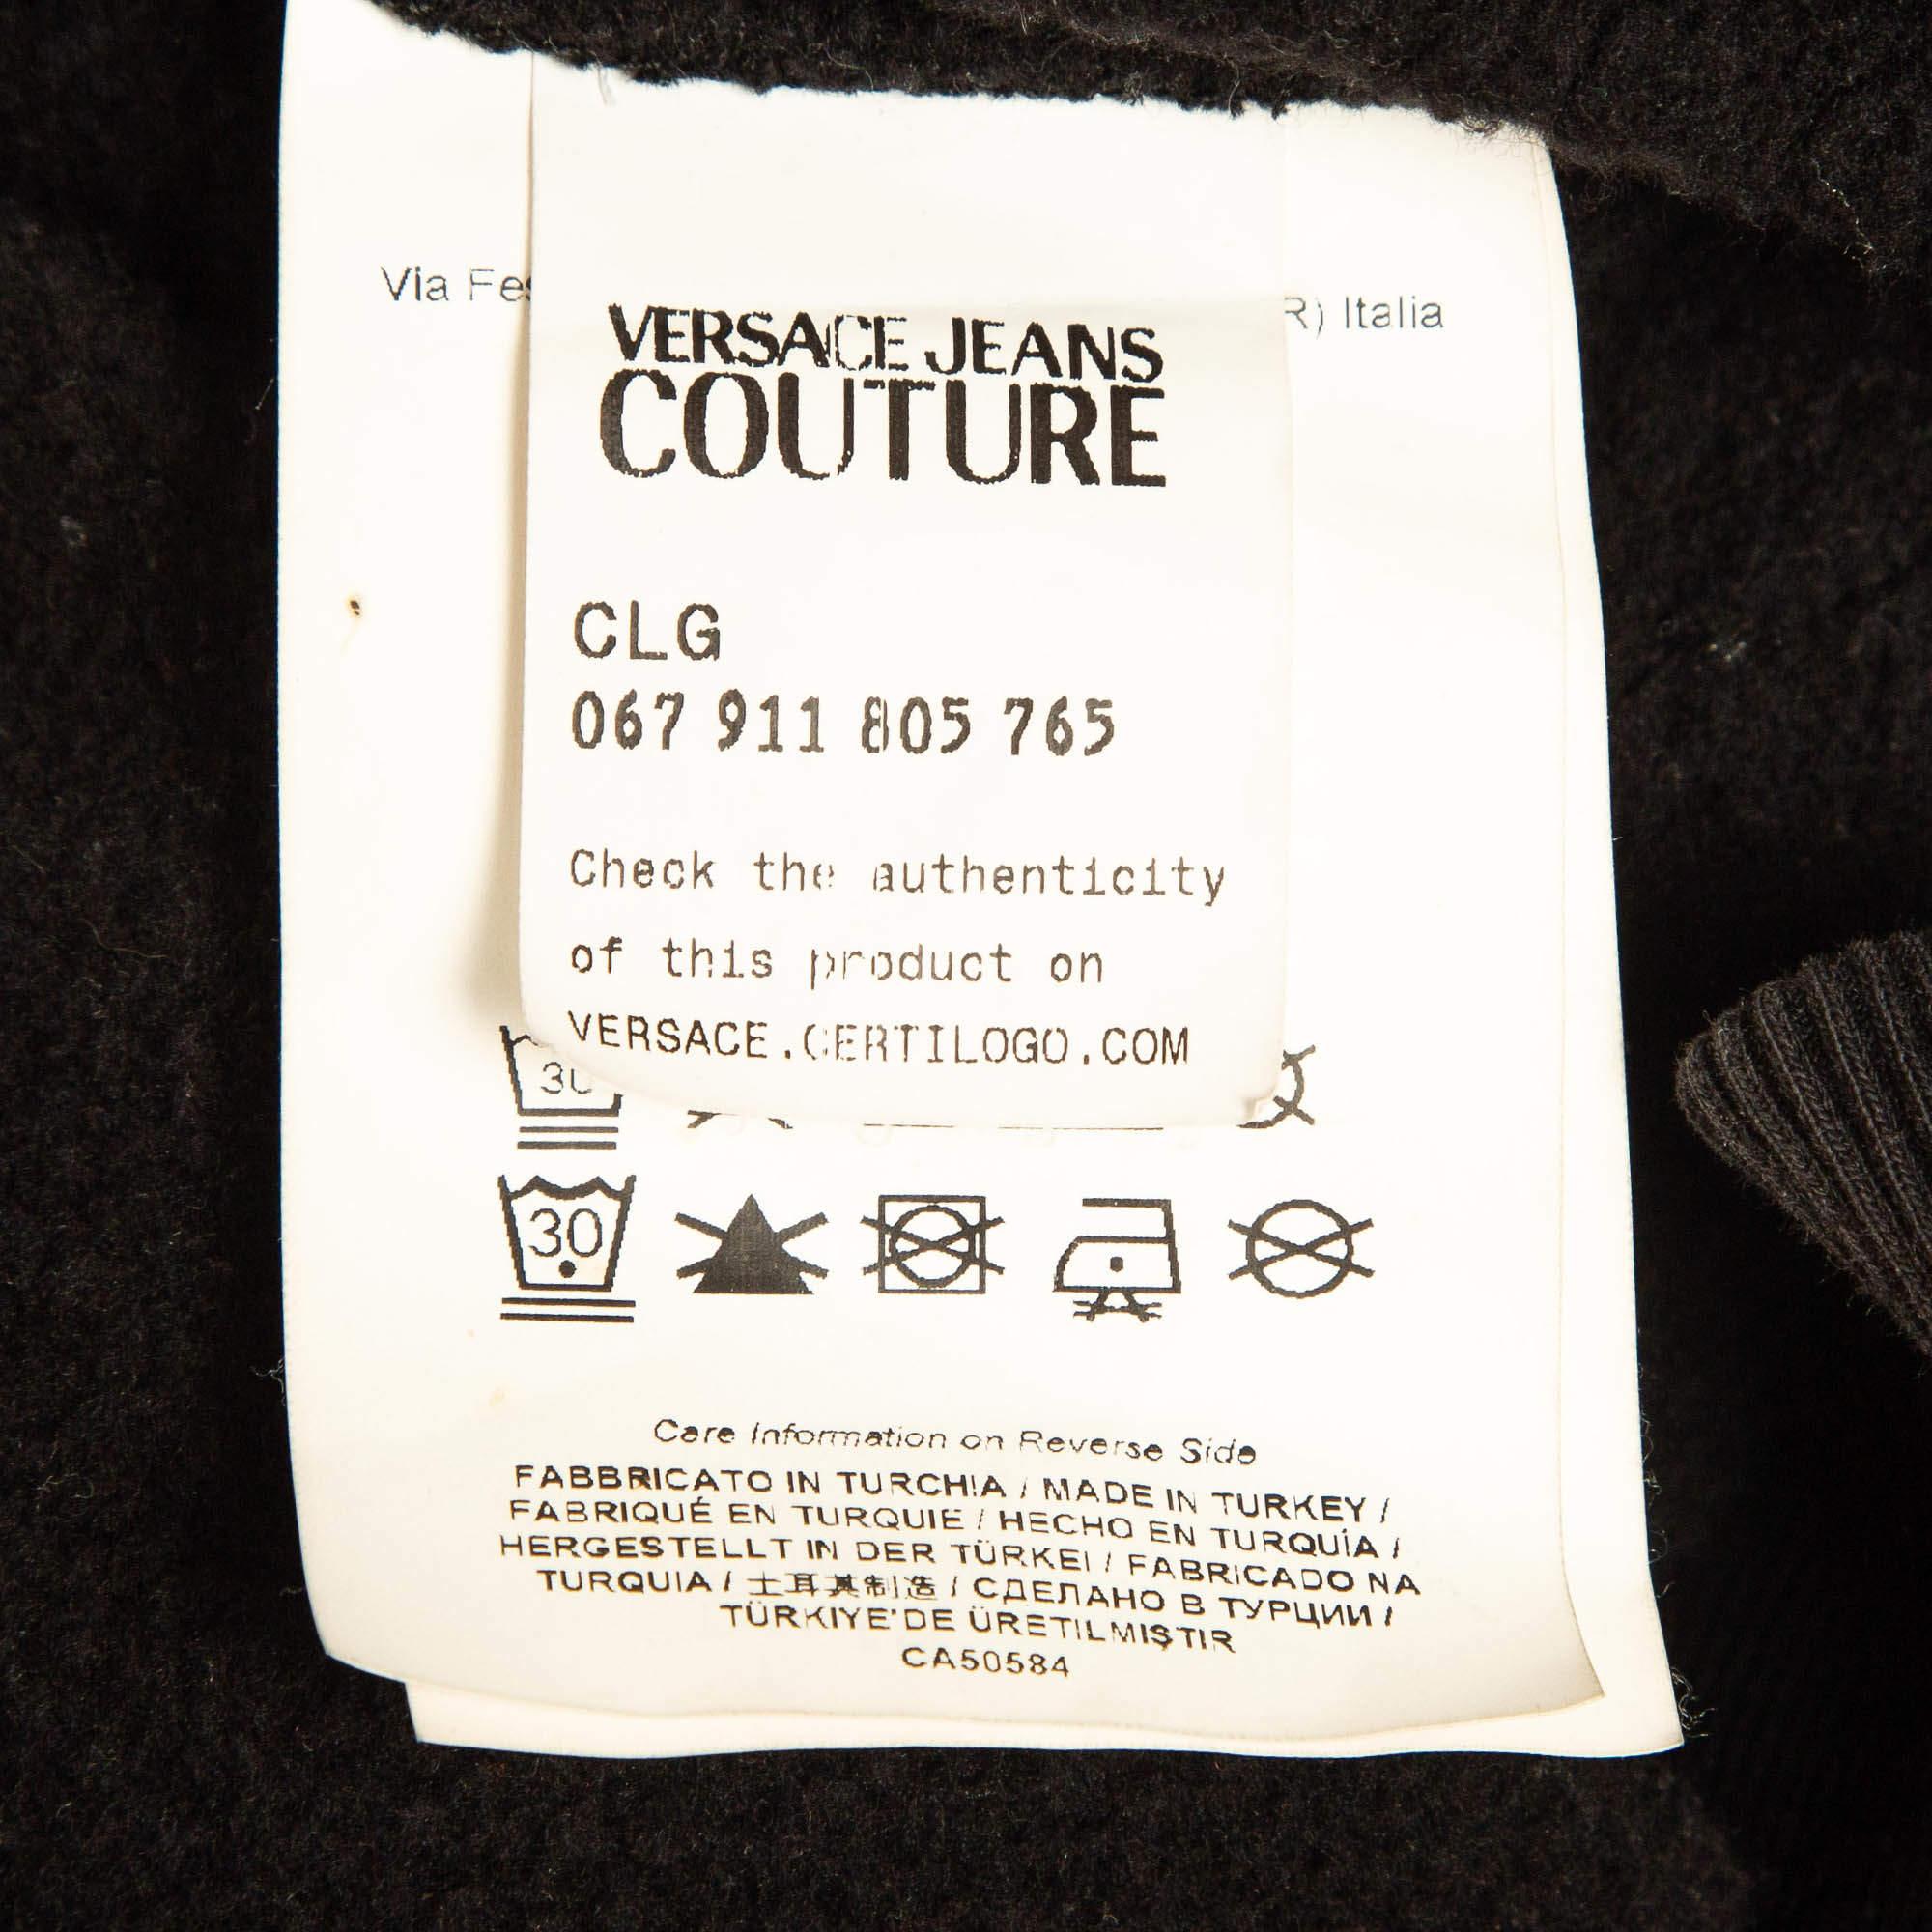 Via
R) Italia
VERSACE JEANS
COUTURE
CLG
067 911 805 765
Check the authenticity
of this product on
VERSACE.CERTILOGO.COM
30
30
Care Information on Reverse Side
FABBRICATO IN TURCHIA / MADE IN TURKEY /
FABRIQUÉ EN TURQUIE / HECHO EN TURQUÍA /
HERGESTELLT IN DER TÜRKEI / FABRICADO NA
TURQUIA / 土耳其制造 / СДЕЛАНО В ТУРЦИИ /
TÜRKIYE'DE ÜRETILMIŞTIR
CA50584